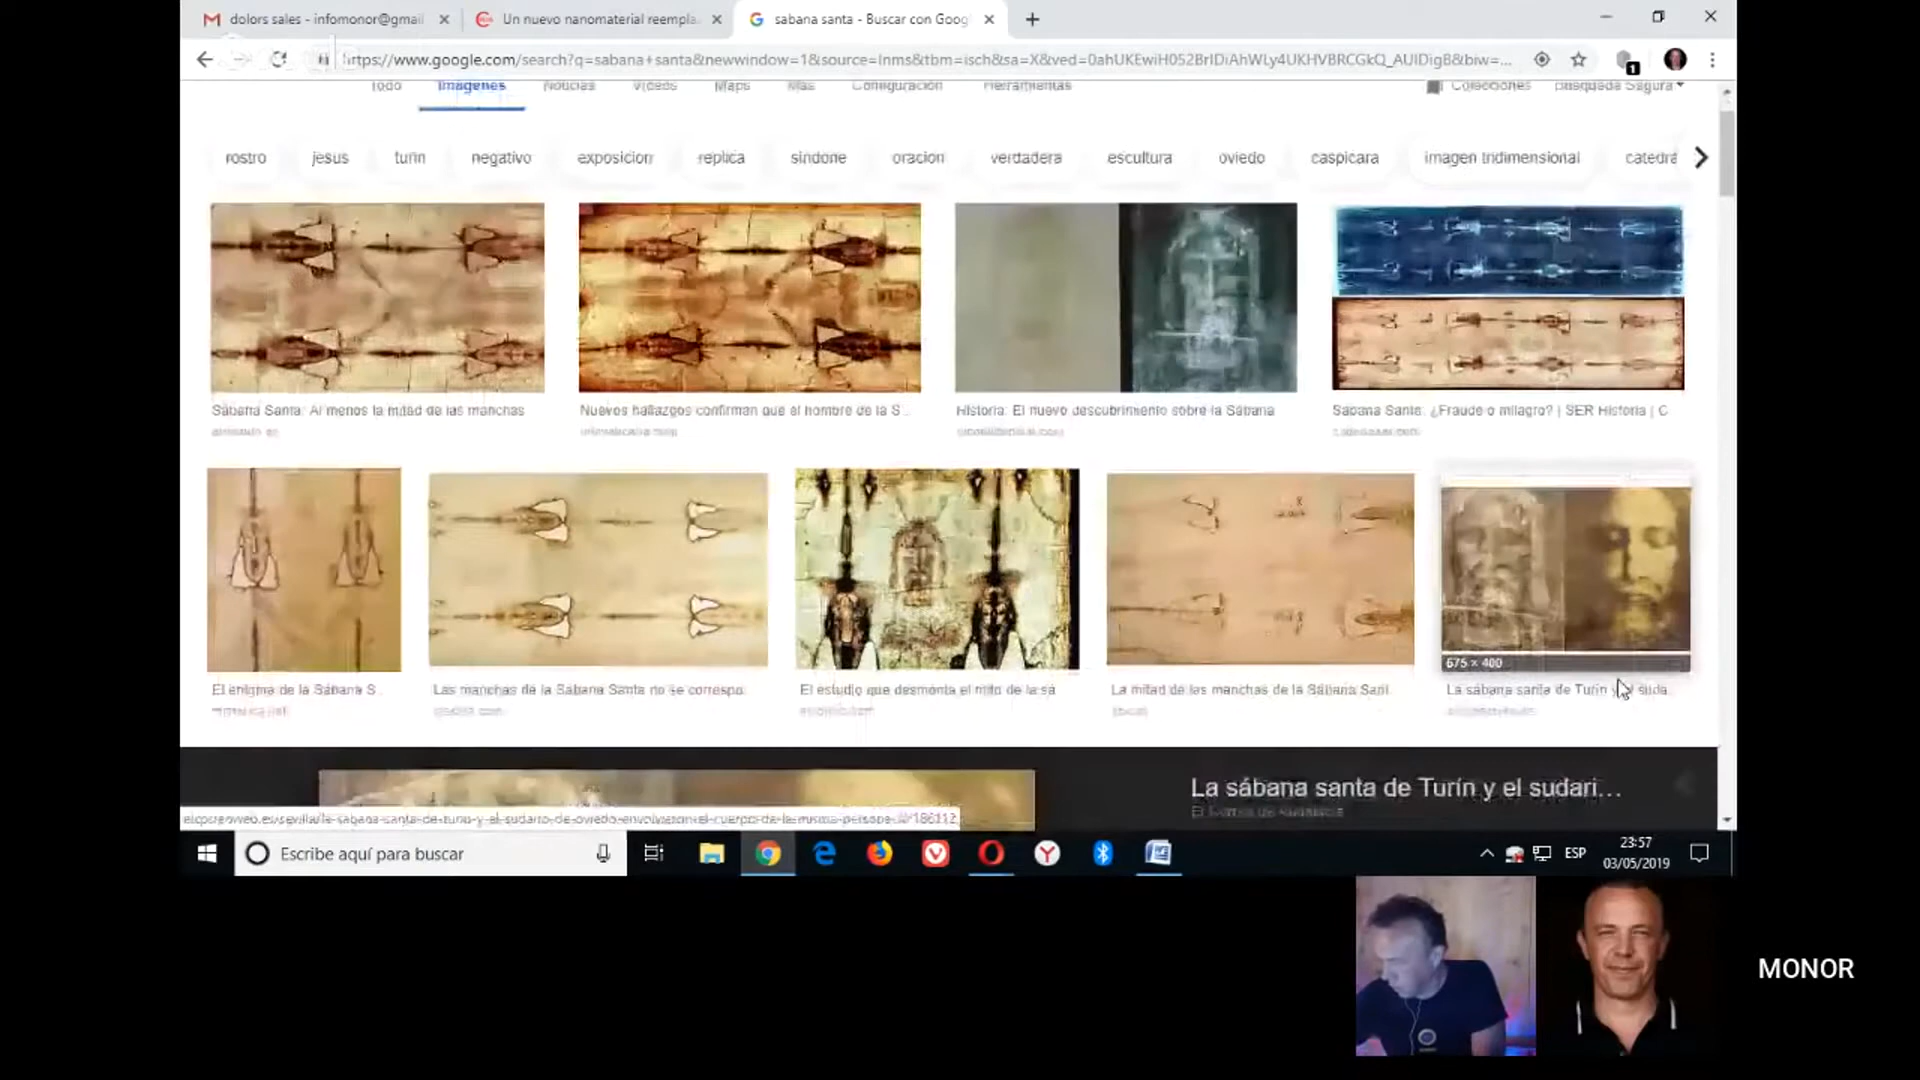 dolors sales - infomonor@gmail
Un nuevo nanomaterial reempla
sabana santa - Buscar con Goog
https://www.google.com/search?q=sabana+santa&newwindow=1&source=lnms&tbm=isch&sa=X&ved=0ahUKEwiH052BrIDiAhWLy4UKHVBRCGkQ_AUIDigB&biw=...
1
Todo Imágenes Noticias Vídeos Maps Más Configuración Herramientas Colecciones Búsqueda Segura
rostro jesus turin negativo exposicion replica sindone oracion verdadera escultura oviedo caspicara imagen tridimensional catedra
Sábana Santa: Al menos la mitad de las manchas
Nuevos hallazgos confirman que el hombre de la S...
Historia: El nuevo descubrimiento sobre la Sábana
Sabana Santa: ¿Fraude o milagro? | SER Historia | C
675 × 400
El enigma de la Sábana S...
Las manchas de la Sábana Santa no se correspo
El estudio que desmonta el mito de la sá
La mitad de las manchas de la Sábana Sant
La sábana santa de Turín y el suda
La sábana santa de Turín y el sudari...
Escribe aquí para buscar
ESP
23:57
03/05/2019
MONOR